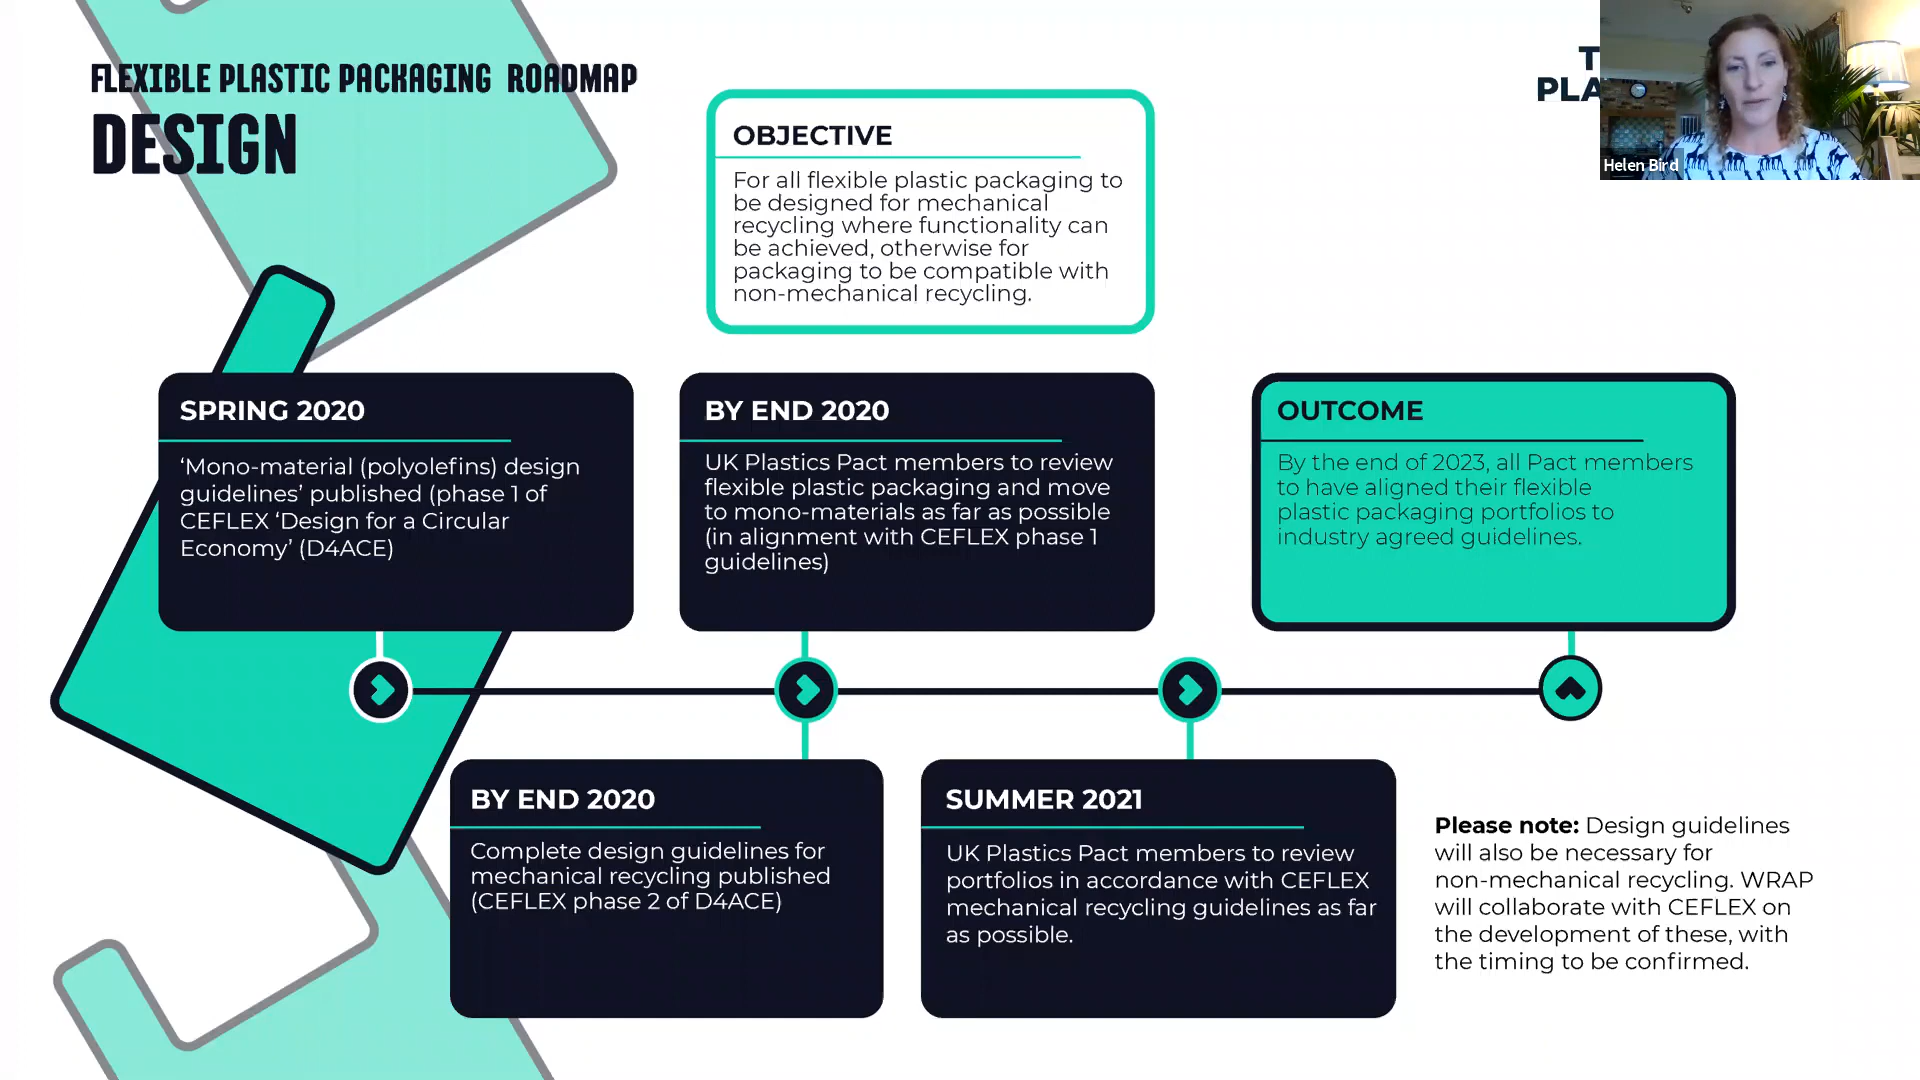 FLEXIBLE PLASTIC PACKAGING ROADMAP
DESIGN
OBJECTIVE
For all flexible plastic packaging to
be designed for mechanical
recycling where functionality can
be achieved, otherwise for
packaging to be compatible with
non-mechanical recycling.
Helen Bird
SPRING 2020
‘Mono-material (polyolefins) design
guidelines’ published (phase 1 of
CEFLEX ‘Design for a Circular
Economy’ (D4ACE)
BY END 2020
UK Plastics Pact members to review
flexible plastic packaging and move
to mono-materials as far as possible
(in alignment with CEFLEX phase 1
guidelines)
OUTCOME
By the end of 2023, all Pact members
to have aligned their flexible
plastic packaging portfolios to
industry agreed guidelines.
BY END 2020
Complete design guidelines for
mechanical recycling published
(CEFLEX phase 2 of D4ACE)
SUMMER 2021
UK Plastics Pact members to review
portfolios in accordance with CEFLEX
mechanical recycling guidelines as far
as possible.
Please note: Design guidelines
will also be necessary for
non-mechanical recycling. WRAP
will collaborate with CEFLEX on
the development of these, with
the timing to be confirmed.